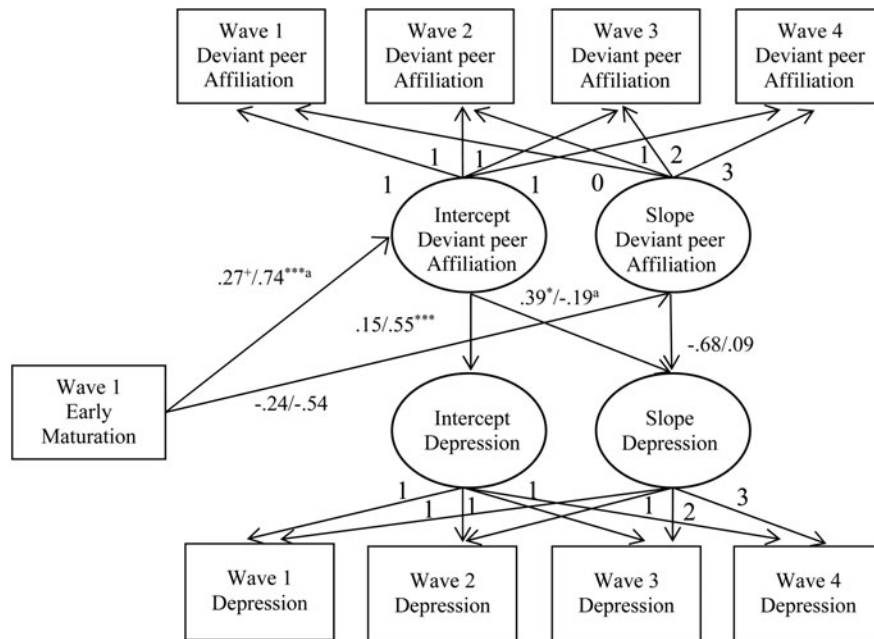 Wave 1
Deviant peer
Affiliation
Wave 2
Deviant peer
Affiliation
Wave 3
Deviant peer
Affiliation
Wave 4
Deviant peer
Affiliation
1
1
1
1
0
1
2
3
Intercept
Deviant peer
Affiliation
Slope
Deviant peer
Affiliation
.27⁺/.74***ᵃ
.39*/-.19ᵃ
.15/.55***
-.68/.09
-.24/-.54
Wave 1
Early
Maturation
Intercept
Depression
Slope
Depression
1
1
1
1
1
2
3
Wave 1
Depression
Wave 2
Depression
Wave 3
Depression
Wave 4
Depression